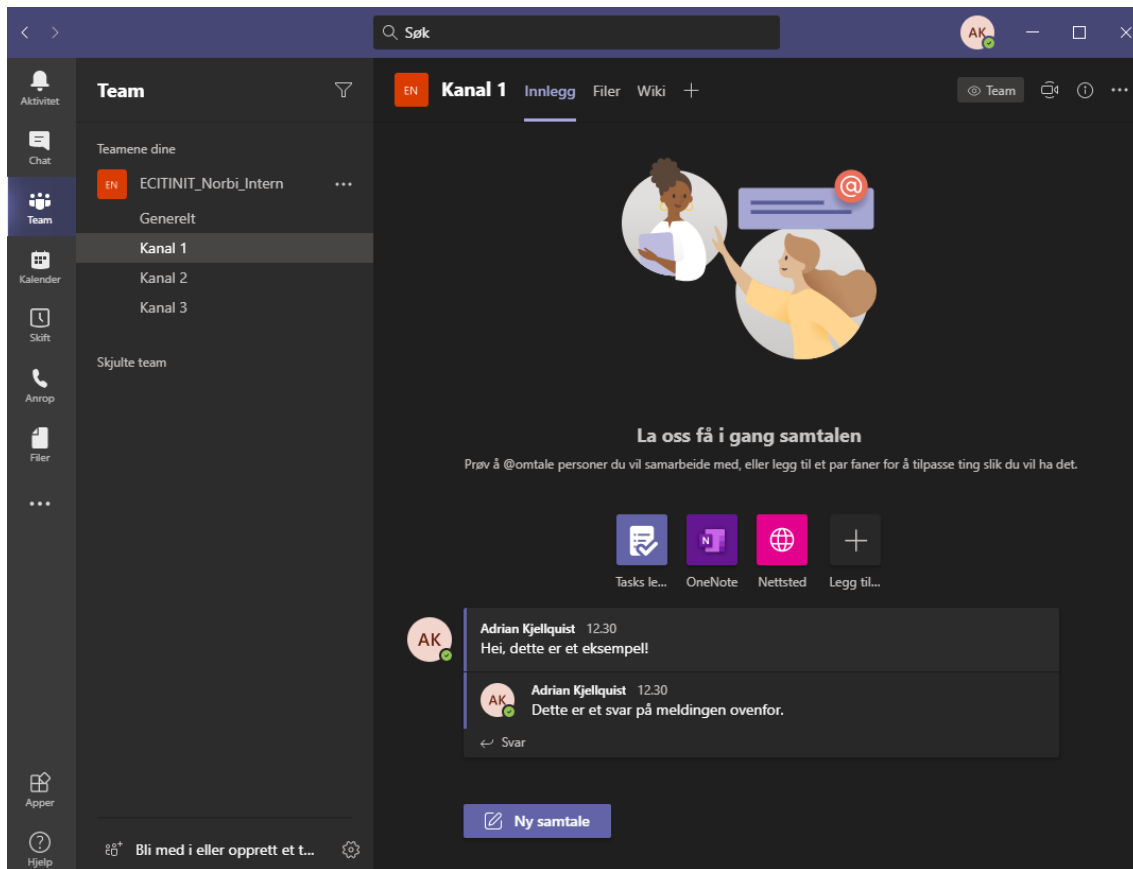 Søk
AK
Aktivitet
Chat
Team
Kalender
Skift
Anrop
Filer
Apper
Hjelp
Team
Teamene dine
EN ECITINIT_Norbi_Intern
Generelt
Kanal 1
Kanal 2
Kanal 3
Skjulte team
Bli med i eller opprett et t...
EN Kanal 1 Innlegg Filer Wiki
Team
@
La oss få i gang samtalen
Prøv å @omtale personer du vil samarbeide med, eller legg til et par faner for å tilpasse ting slik du vil ha det.
N
Tasks le... OneNote Nettsted Legg til...
AK
Adrian Kjellquist 12.30
Hei, dette er et eksempel!
AK
Adrian Kjellquist 12.30
Dette er et svar på meldingen ovenfor.
Svar
Ny samtale